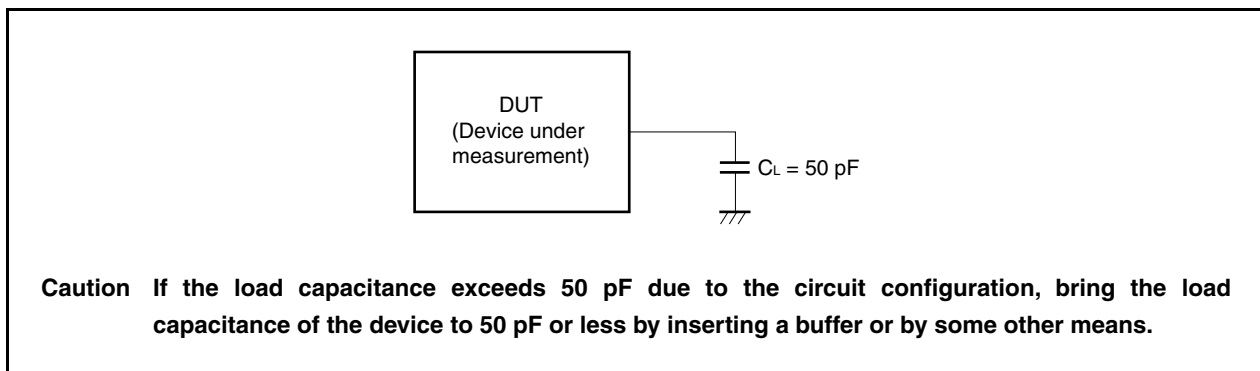 DUT
(Device under
measurement)
CL = 50 pF
Caution If the load capacitance exceeds 50 pF due to the circuit configuration, bring the load
capacitance of the device to 50 pF or less by inserting a buffer or by some other means.